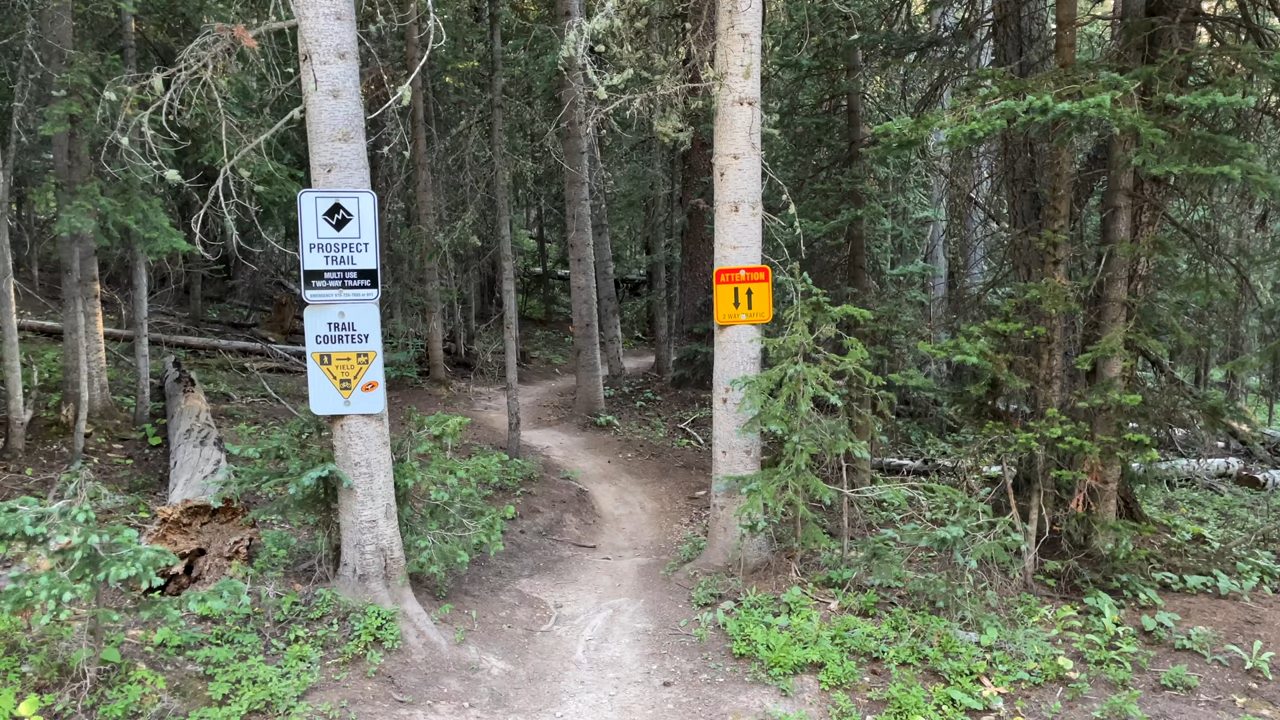 PROSPECT
TRAIL
MULTI USE
TWO-WAY TRAFFIC
TRAIL
COURTESY
YIELD
TO
ATTENTION
2 WAY TRAFFIC